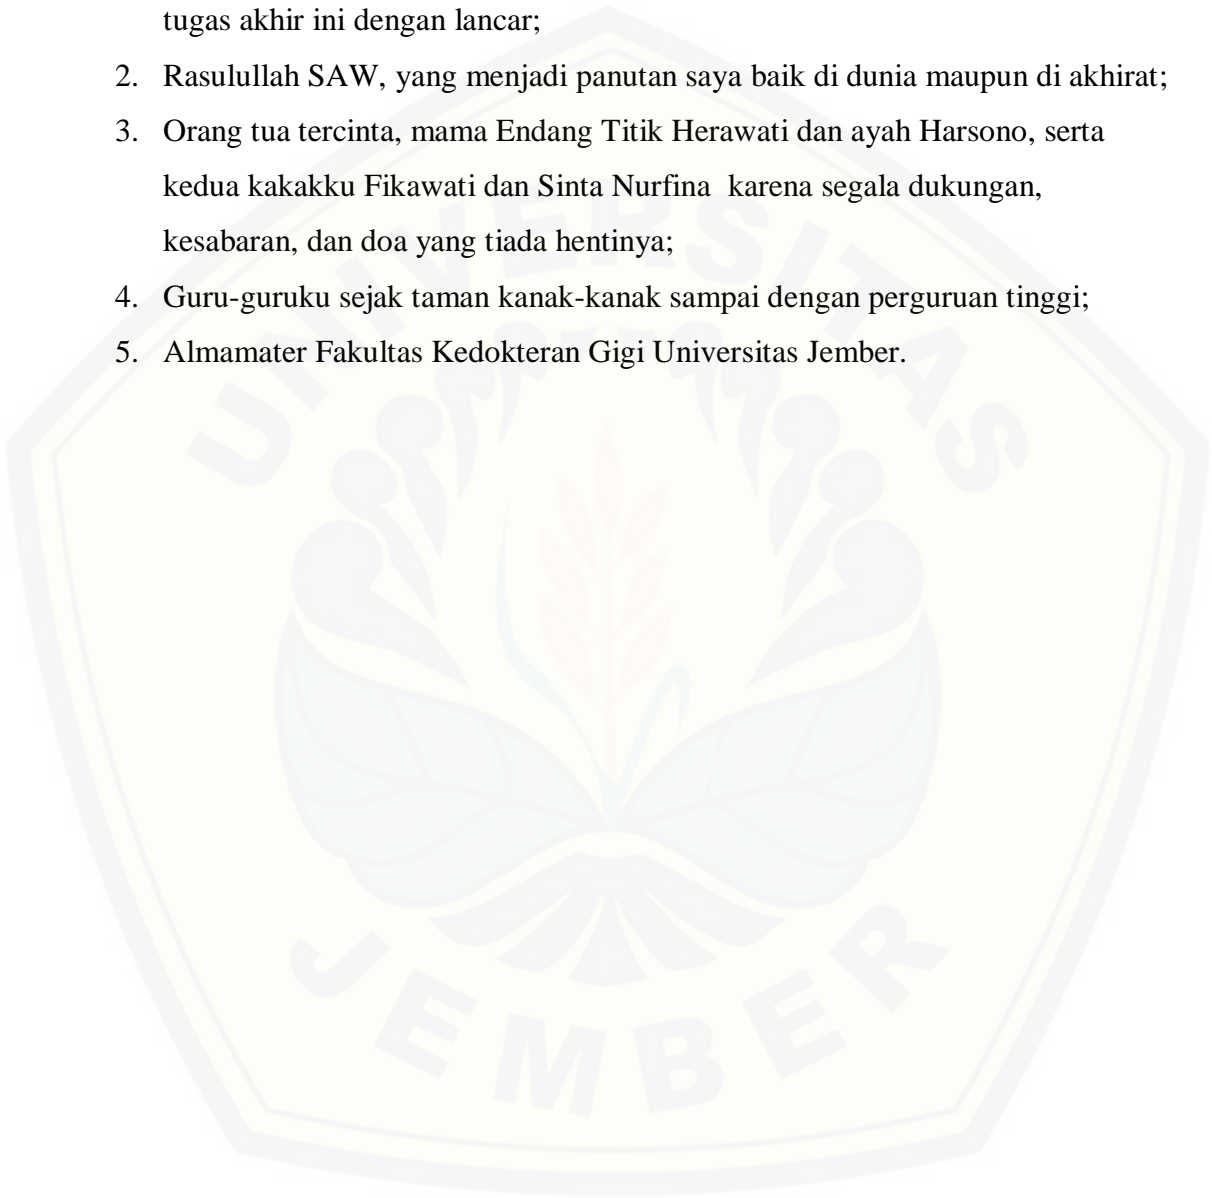 tugas akhir ini dengan lancar;
2. Rasulullah SAW, yang menjadi panutan saya baik di dunia maupun di akhirat;
3. Orang tua tercinta, mama Endang Titik Herawati dan ayah Harsono, serta
kedua kakakku Fikawati dan Sinta Nurfina karena segala dukungan,
kesabaran, dan doa yang tiada hentinya;
4. Guru-guruku sejak taman kanak-kanak sampai dengan perguruan tinggi;
5. Almamater Fakultas Kedokteran Gigi Universitas Jember.
UNIVERSITAS
JEMBER